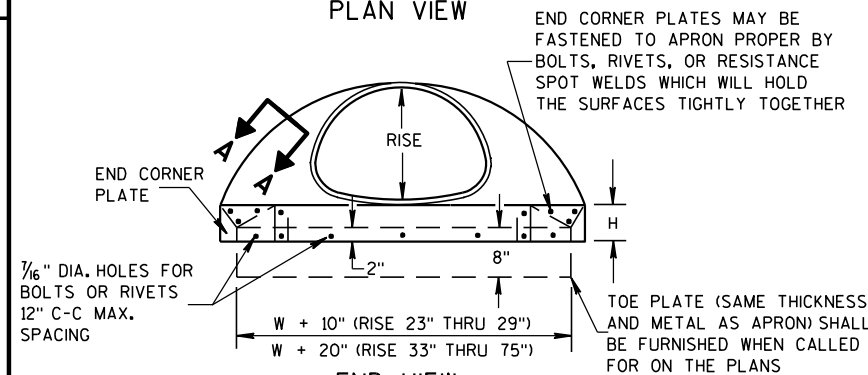 PLAN VIEW
END CORNER PLATES MAY BE
FASTENED TO APRON PROPER BY
BOLTS, RIVETS, OR RESISTANCE
SPOT WELDS WHICH WILL HOLD
THE SURFACES TIGHTLY TOGETHER
RISE
A
A
END CORNER
PLATE
H
2"
8"
7/16" DIA. HOLES FOR
BOLTS OR RIVETS
12" C-C MAX.
SPACING
W + 10" (RISE 23" THRU 29")
W + 20" (RISE 33" THRU 75")
TOE PLATE (SAME THICKNESS
AND METAL AS APRON) SHALL
BE FURNISHED WHEN CALLED
FOR ON THE PLANS
END VIEW